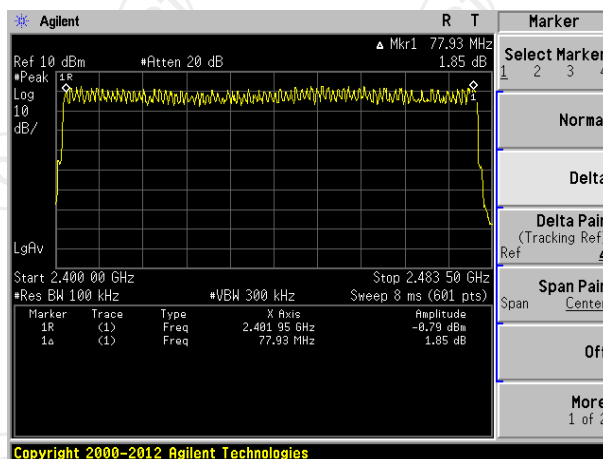 Agilent R T Marker
Δ Mkr1 77.93 MHz
Ref 10 dBm #Atten 20 dB 1.85 dB
#Peak
Log
10
dB/
1R
1
LgAv
Start 2.400 00 GHz Stop 2.483 50 GHz
#Res BW 100 kHz #VBW 300 kHz Sweep 8 ms (601 pts)
Marker Trace Type X Axis Amplitude
1R (1) Freq 2.401 95 GHz -0.79 dBm
1Δ (1) Freq 77.93 MHz 1.85 dB
Copyright 2000-2012 Agilent Technologies
Select Marker
1 2 3 4
Norma
Delta
Delta Pair
(Tracking Ref)
Ref Δ
Span Pair
Span Center
Off
More
1 of 2